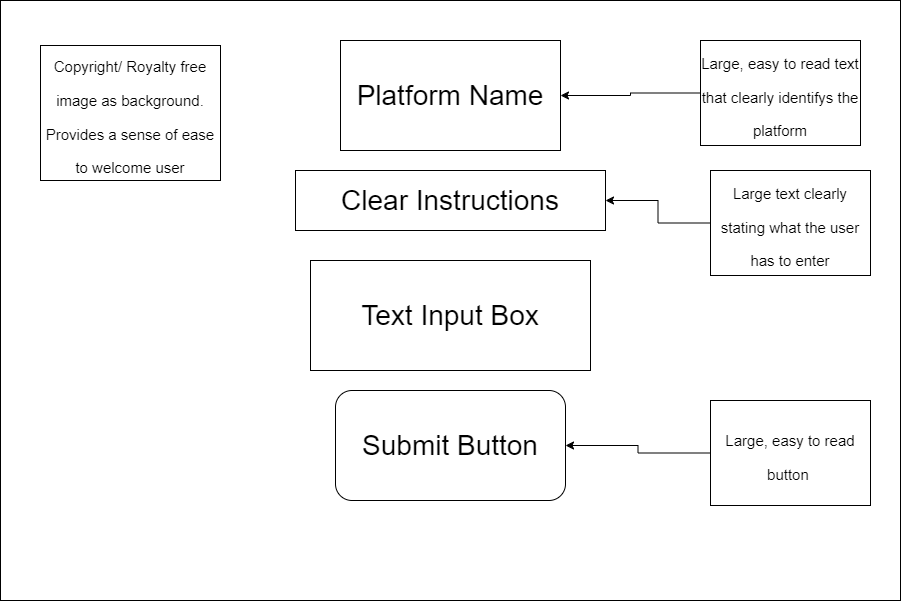 Copyright/ Royalty free
image as background.
Provides a sense of ease
to welcome user
Platform Name
Large, easy to read text
that clearly identifys the
platform
Clear Instructions
Large text clearly
stating what the user
has to enter
Text Input Box
Submit Button
Large, easy to read
button